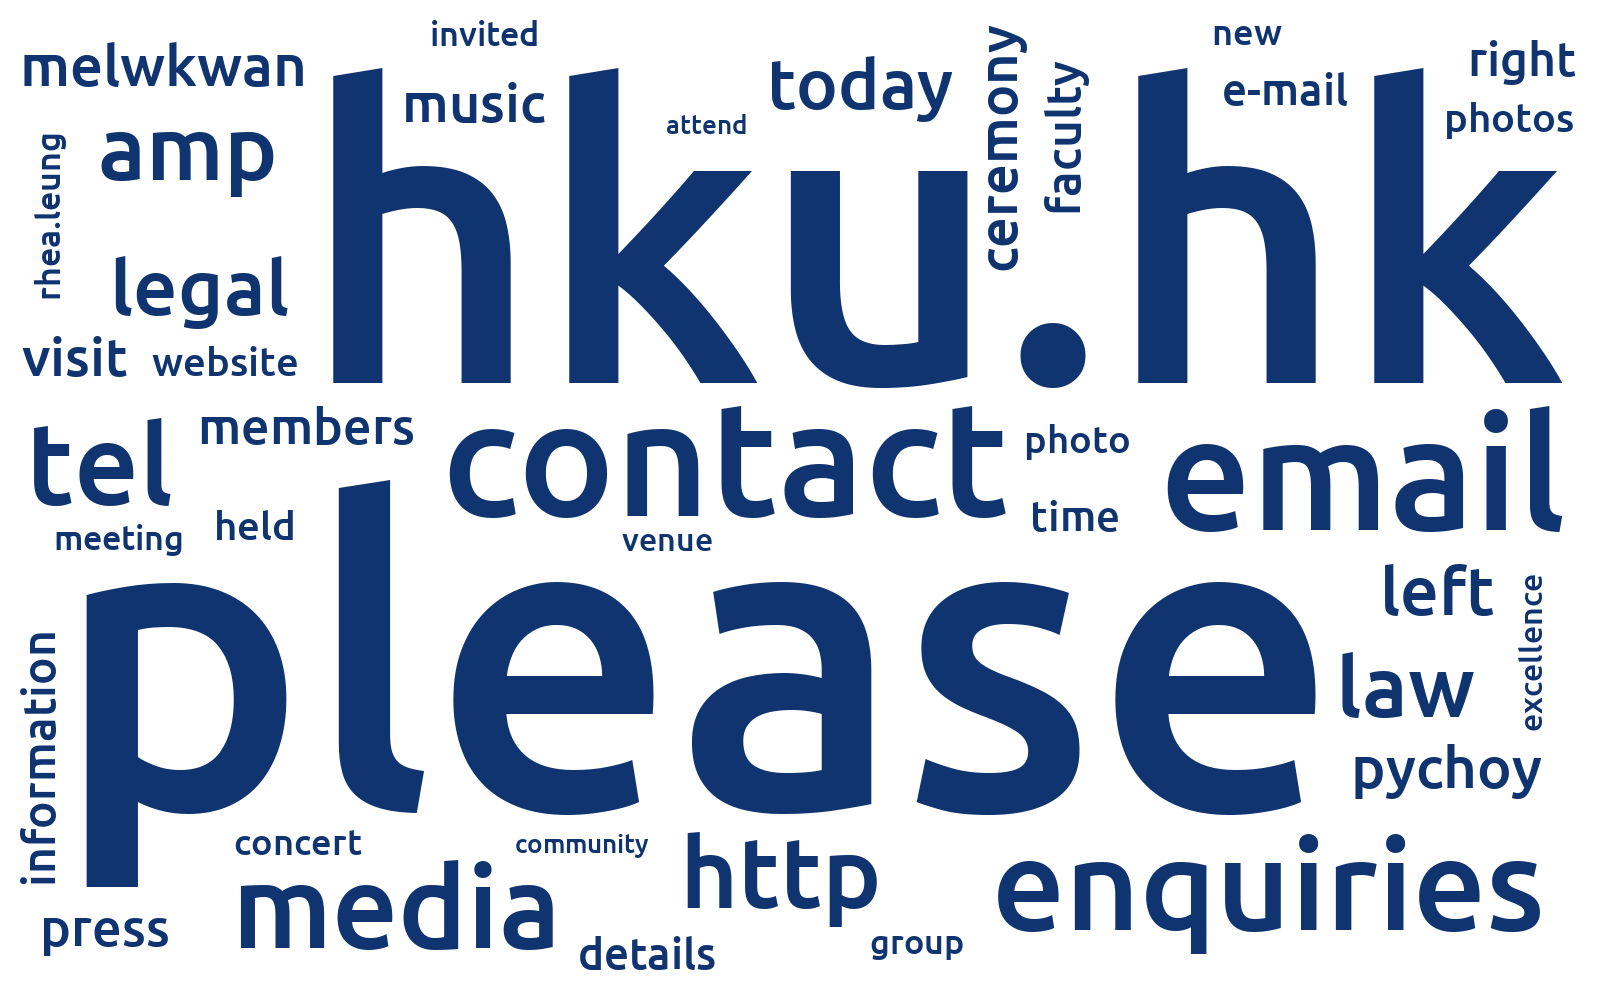 invited
new
melwkwan
right
today
ceremony
music
e-mail
faculty
hku.hk
photos
attend
amp
rhea.leung
legal
visit
website
members
contact
photo
email
tel
held
time
meeting
venue
please
left
excellence
information
law
pychoy
concert
community
http
enquiries
media
press
details
group